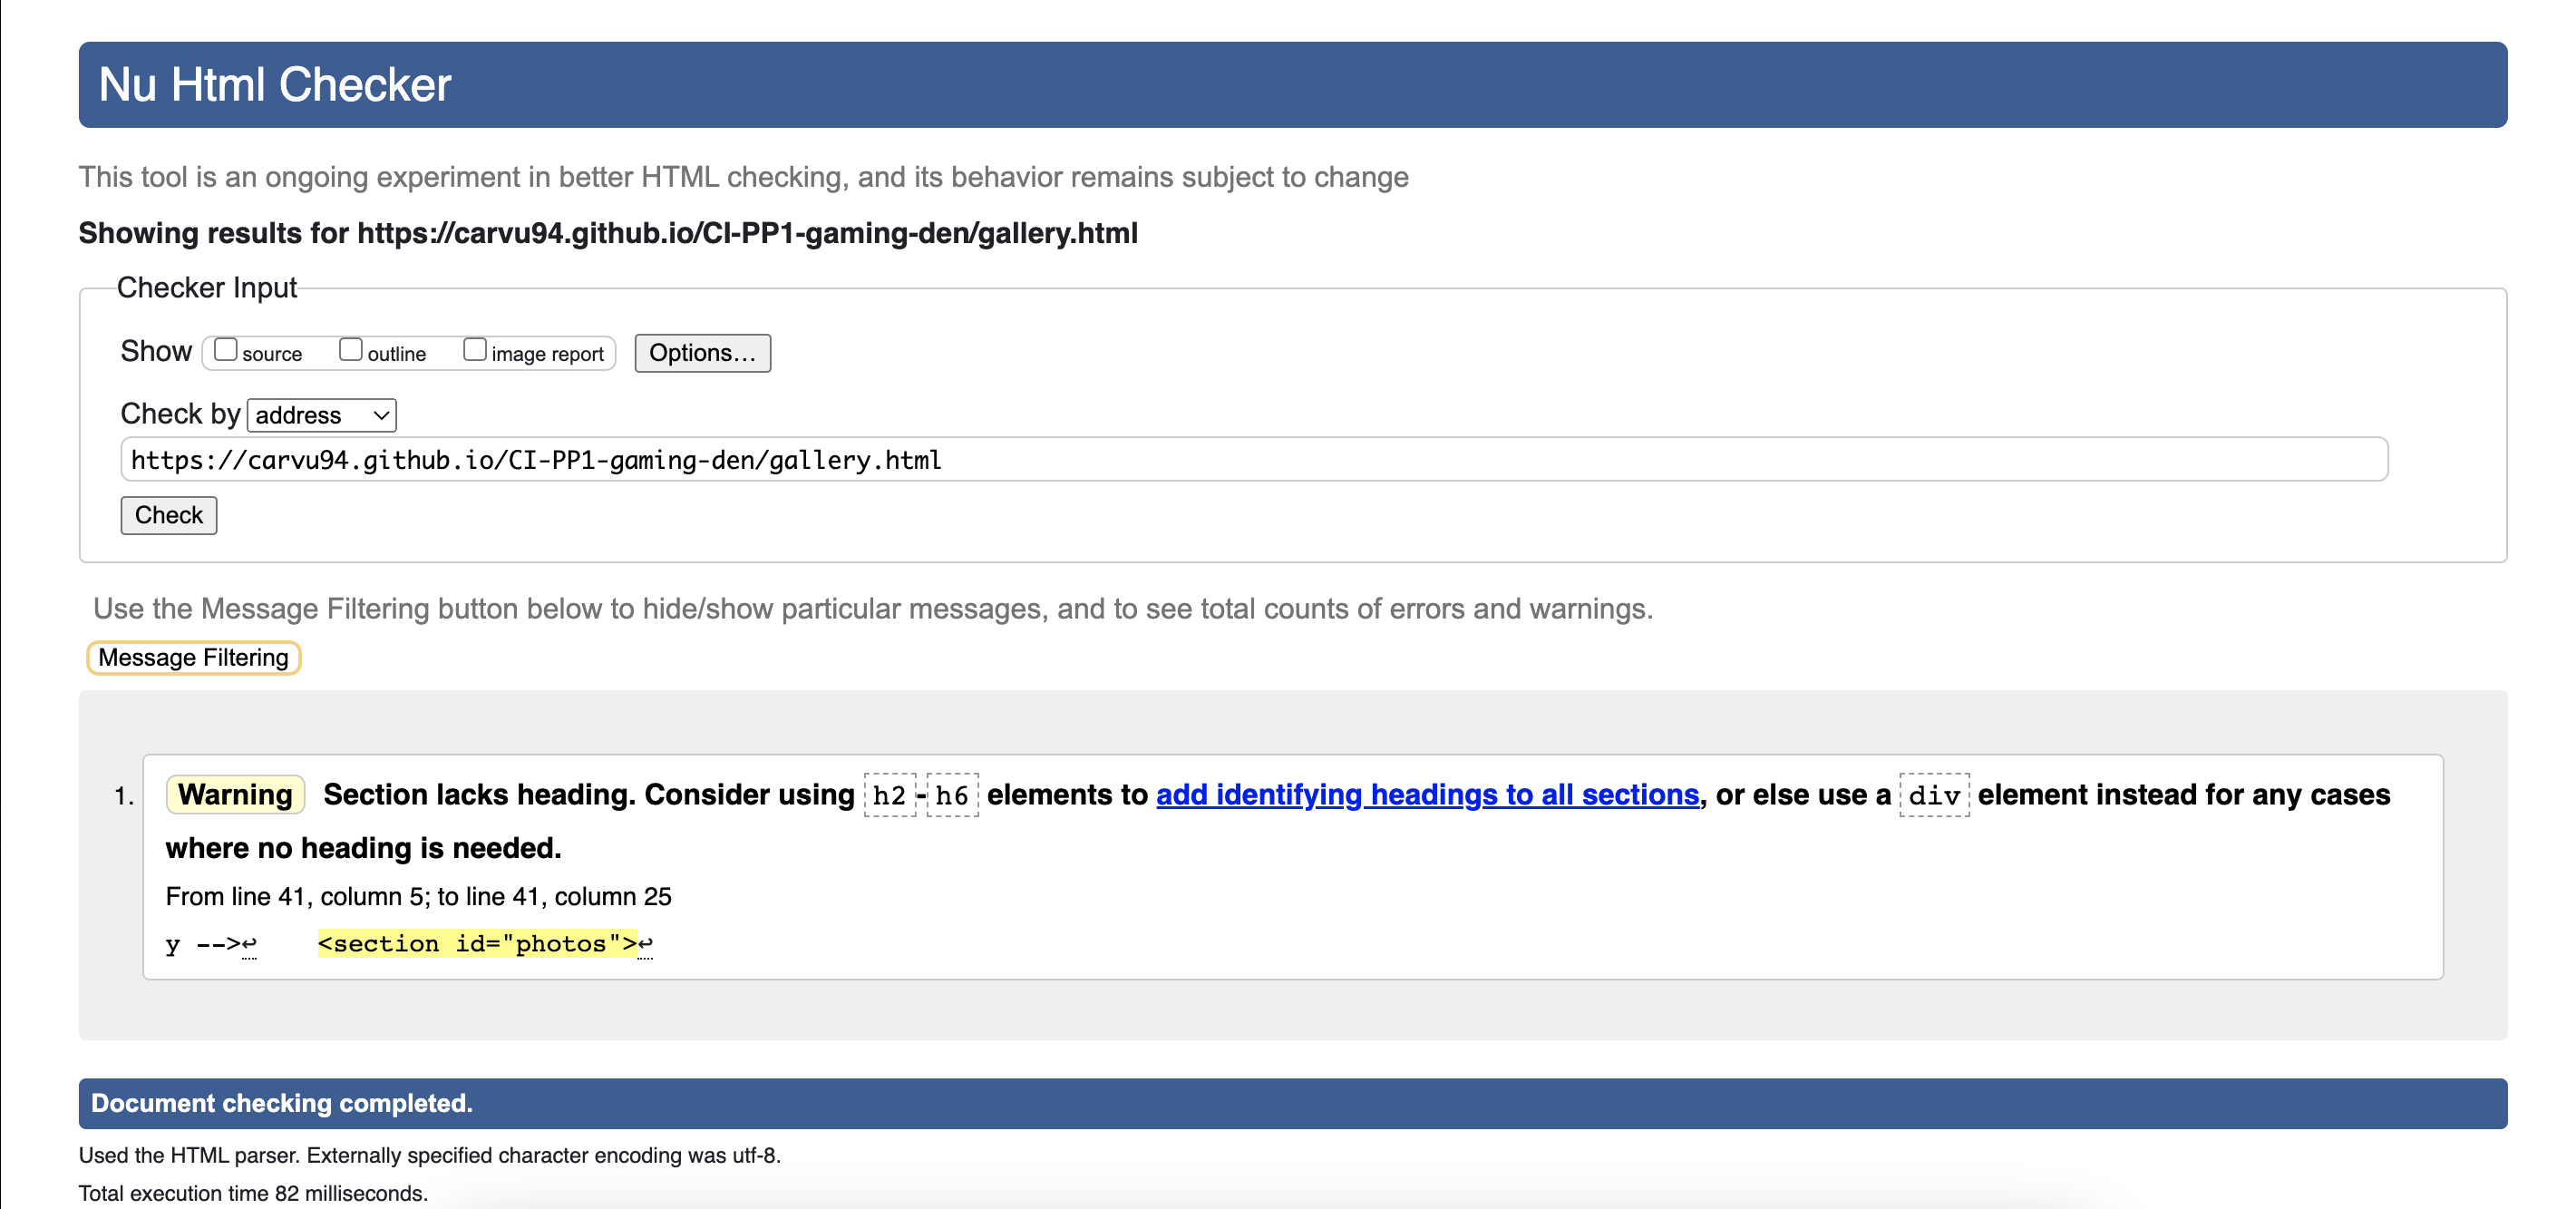 Nu Html Checker
This tool is an ongoing experiment in better HTML checking, and its behavior remains subject to change
Showing results for https://carvu94.github.io/CI-PP1-gaming-den/gallery.html
Checker Input
Show source outline image report Options...
Check by address
https://carvu94.github.io/CI-PP1-gaming-den/gallery.html
Check
Use the Message Filtering button below to hide/show particular messages, and to see total counts of errors and warnings.
Message Filtering
1. Warning Section lacks heading. Consider using h2-h6 elements to add identifying headings to all sections, or else use a div element instead for any cases
where no heading is needed.
From line 41, column 5; to line 41, column 25
y -->↩ <section id="photos">↩
Document checking completed.
Used the HTML parser. Externally specified character encoding was utf-8.
Total execution time 82 milliseconds.